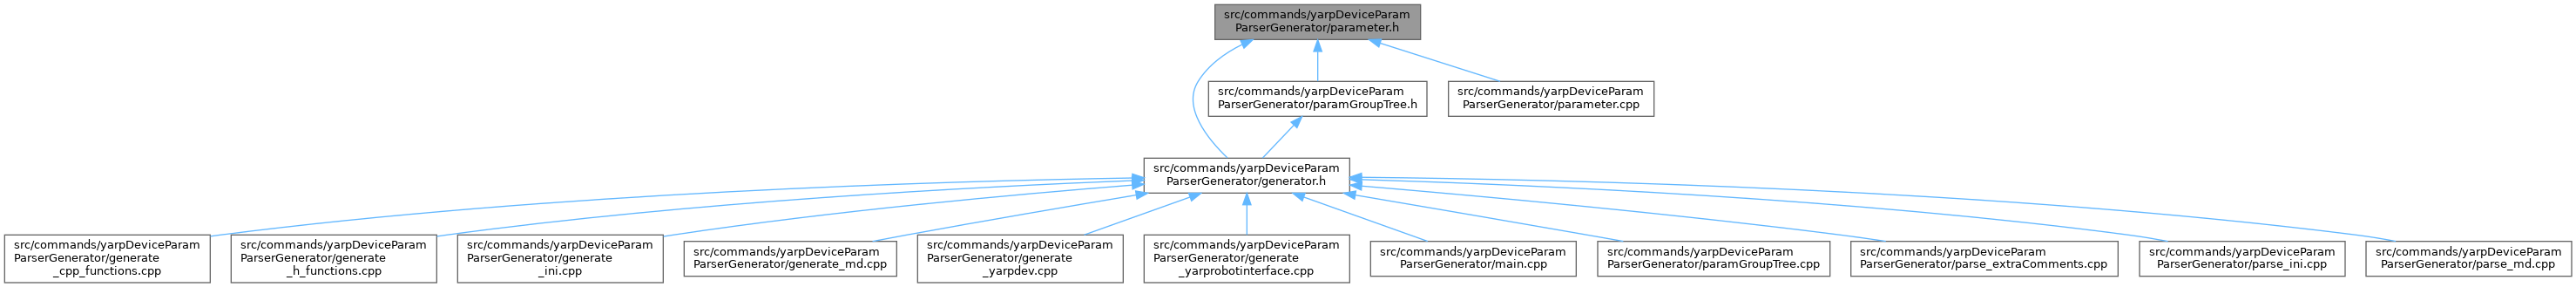 src/commands/yarpDeviceParam
ParserGenerator/parameter.h
src/commands/yarpDeviceParam
ParserGenerator/paramGroupTree.h
src/commands/yarpDeviceParam
ParserGenerator/parameter.cpp
src/commands/yarpDeviceParam
ParserGenerator/generator.h
src/commands/yarpDeviceParam
ParserGenerator/generate
_cpp_functions.cpp
src/commands/yarpDeviceParam
ParserGenerator/generate
_h_functions.cpp
src/commands/yarpDeviceParam
ParserGenerator/generate
_ini.cpp
src/commands/yarpDeviceParam
ParserGenerator/generate_md.cpp
src/commands/yarpDeviceParam
ParserGenerator/generate
_yarpdev.cpp
src/commands/yarpDeviceParam
ParserGenerator/generate
_yarprobotinterface.cpp
src/commands/yarpDeviceParam
ParserGenerator/main.cpp
src/commands/yarpDeviceParam
ParserGenerator/paramGroupTree.cpp
src/commands/yarpDeviceParam
ParserGenerator/parse_extraComments.cpp
src/commands/yarpDeviceParam
ParserGenerator/parse_ini.cpp
src/commands/yarpDeviceParam
ParserGenerator/parse_md.cpp